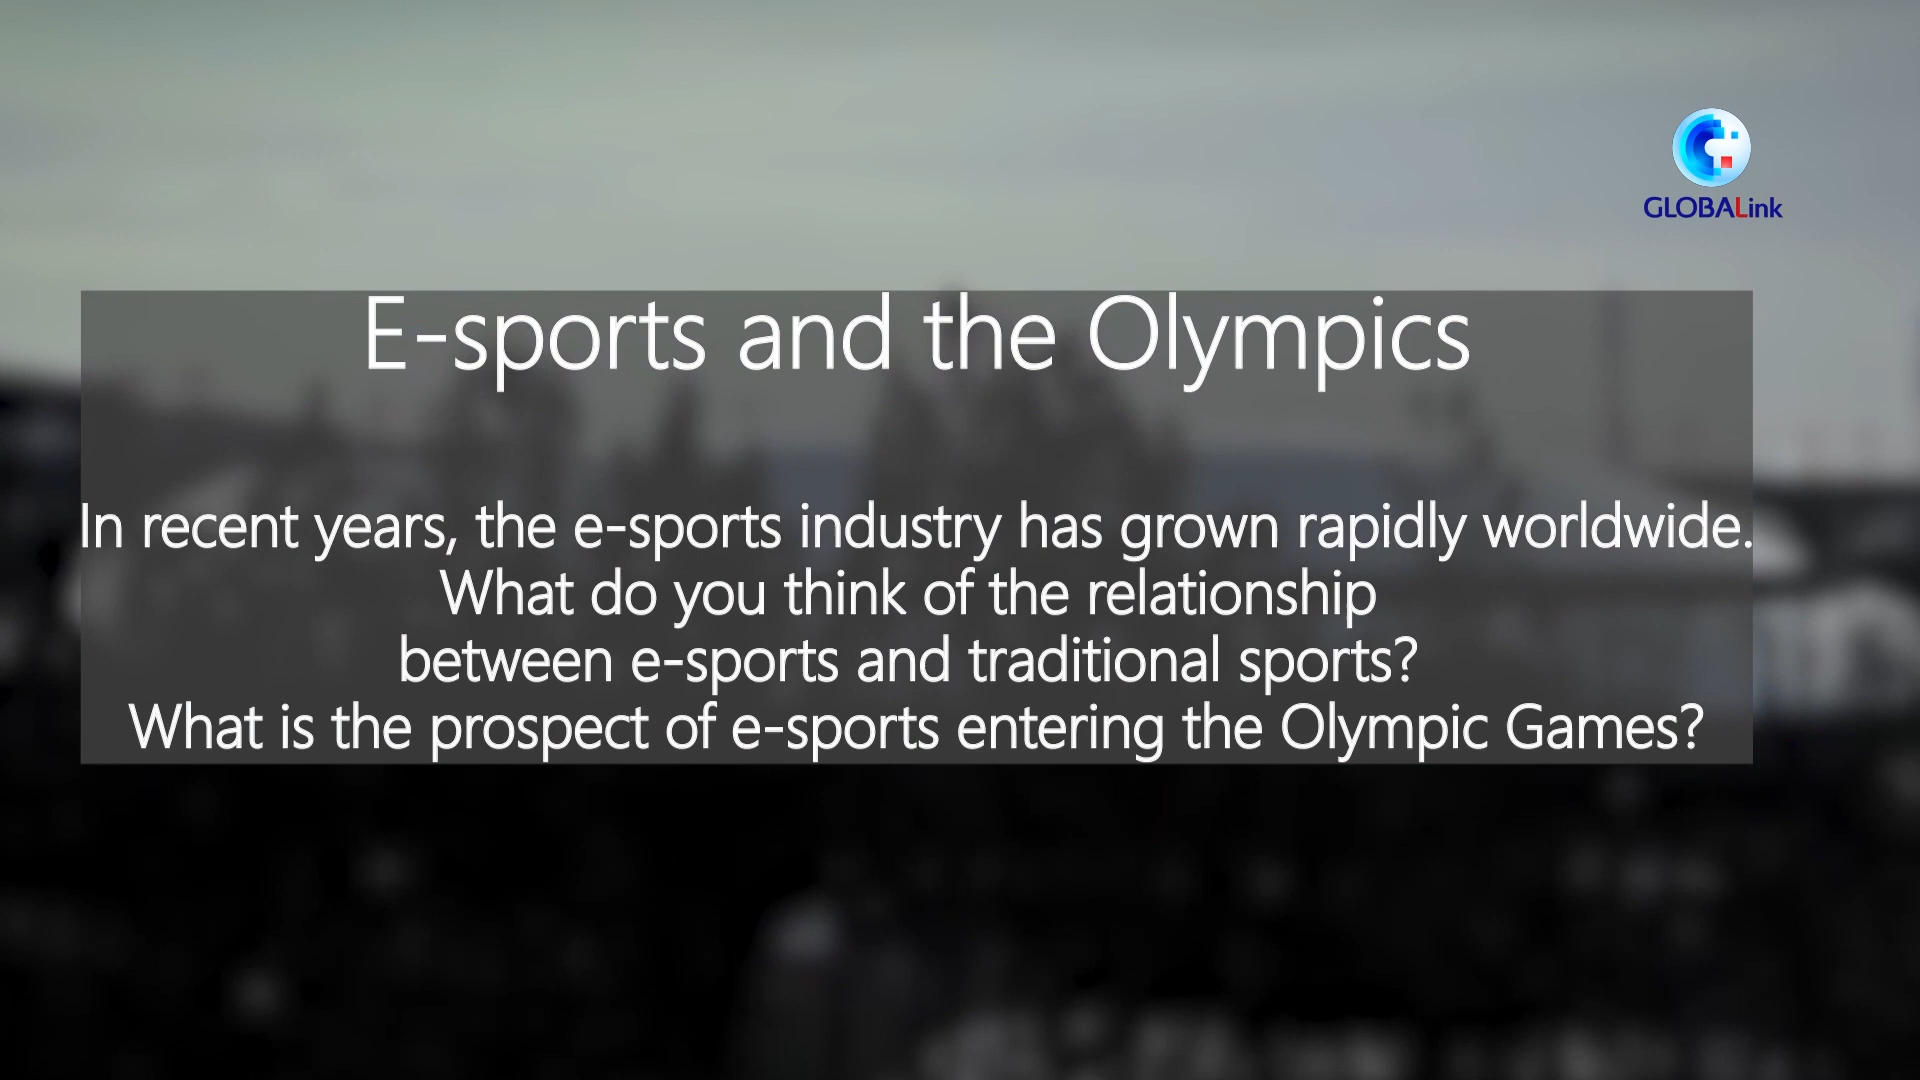 GLOBALink
E-sports and the Olympics
In recent years, the e-sports industry has grown rapidly worldwide.
What do you think of the relationship
between e-sports and traditional sports?
What is the prospect of e-sports entering the Olympic Games?